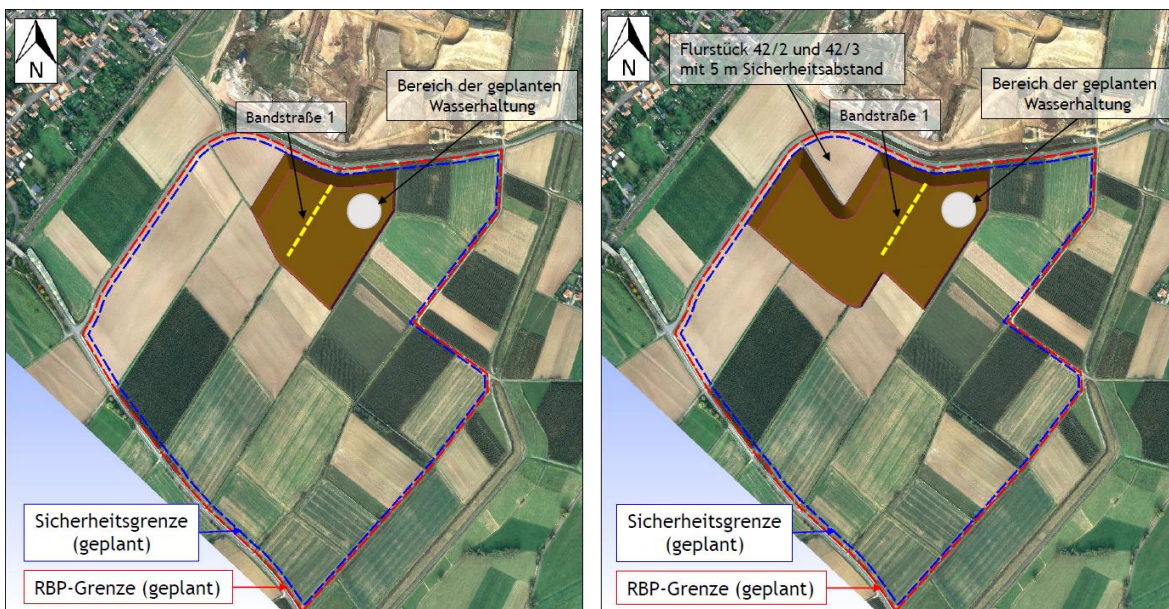 N
Bereich der geplanten
Wasserhaltung
Bandstraße 1
Sicherheitsgrenze
(geplant)
RBP-Grenze (geplant)
N
Flurstück 42/2 und 42/3
mit 5 m Sicherheitsabstand
Bereich der geplanten
Wasserhaltung
Bandstraße 1
Sicherheitsgrenze
(geplant)
RBP-Grenze (geplant)